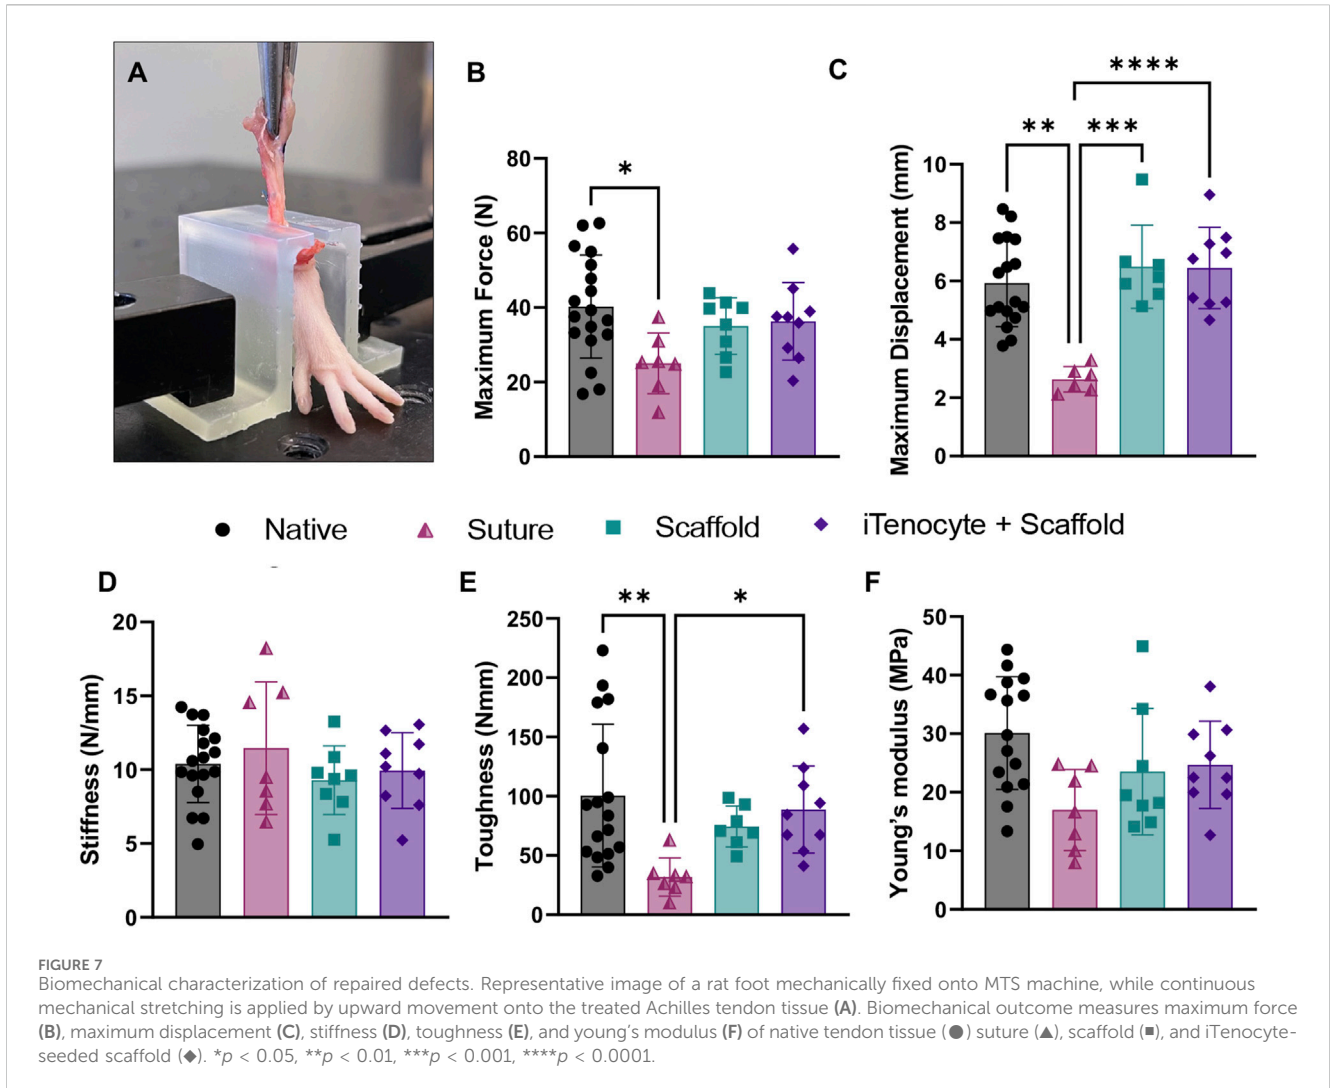 A
B
Maximum Force (N)
80
60
40
20
0
*
C
Maximum Displacement (mm)
10
8
6
4
2
0
**
***
****
Native
Suture
Scaffold
iTenocyte + Scaffold
D
Stiffness (N/mm)
20
15
10
5
0
E
Toughness (Nmm)
250
200
150
100
50
0
**
*
F
Young's modulus (MPa)
50
40
30
20
10
0
FIGURE 7
Biomechanical characterization of repaired defects. Representative image of a rat foot mechanically fixed onto MTS machine, while continuous
mechanical stretching is applied by upward movement onto the treated Achilles tendon tissue (A). Biomechanical outcome measures maximum force
(B), maximum displacement (C), stiffness (D), toughness (E), and young's modulus (F) of native tendon tissue (●) suture (▲), scaffold (■), and iTenocyte-
seeded scaffold (◆). *p < 0.05, **p < 0.01, ***p < 0.001, ****p < 0.0001.